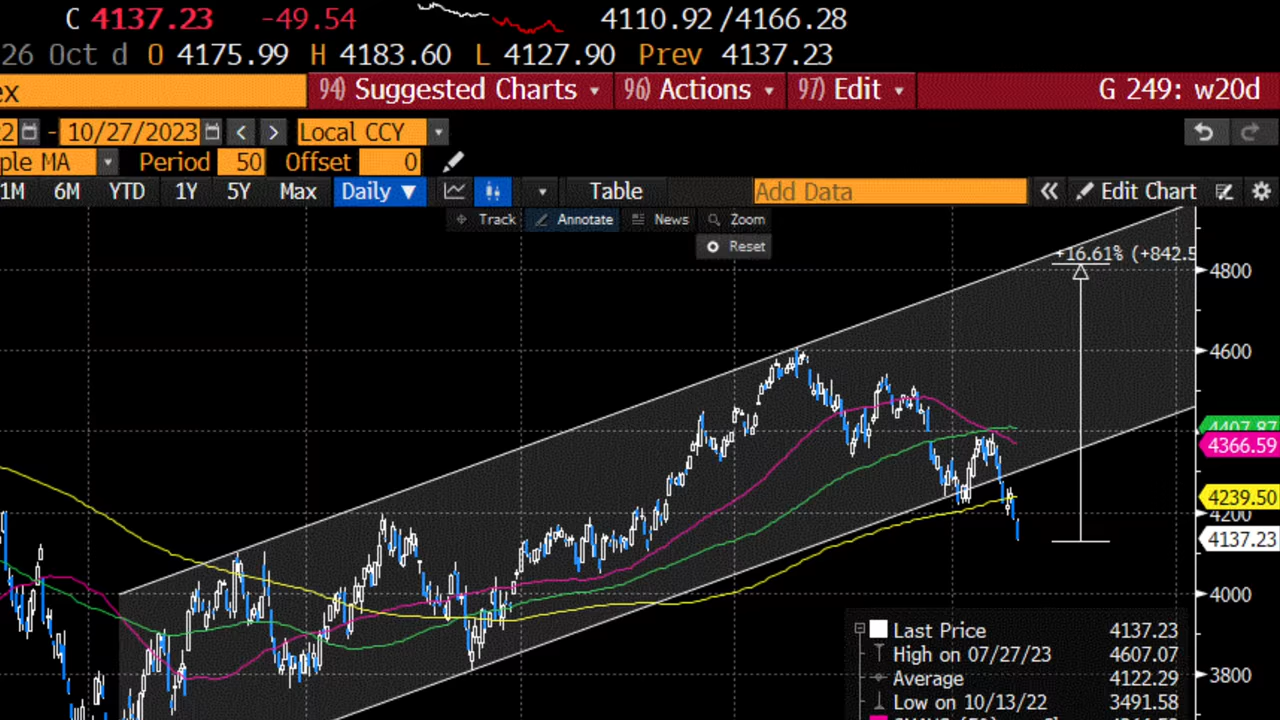 C 4137.23 -49.54 4110.92/4166.28
26 Oct d O 4175.99 H 4183.60 L 4127.90 Prev 4137.23
ex 94) Suggested Charts 96) Actions 97) Edit G 249: w20d
2 - 10/27/2023 Local CCY
ple MA Period 50 Offset 0
1M 6M YTD 1Y 5Y Max Daily ▼ Table Add Data « Edit Chart
Track Annotate News Zoom
Reset
+16.61% (+842.5
4800
4600
4407.87
4366.59
4239.50
4200
4137.23
4000
3800
Last Price 4137.23
High on 07/27/23 4607.07
Average 4122.29
Low on 10/13/22 3491.58